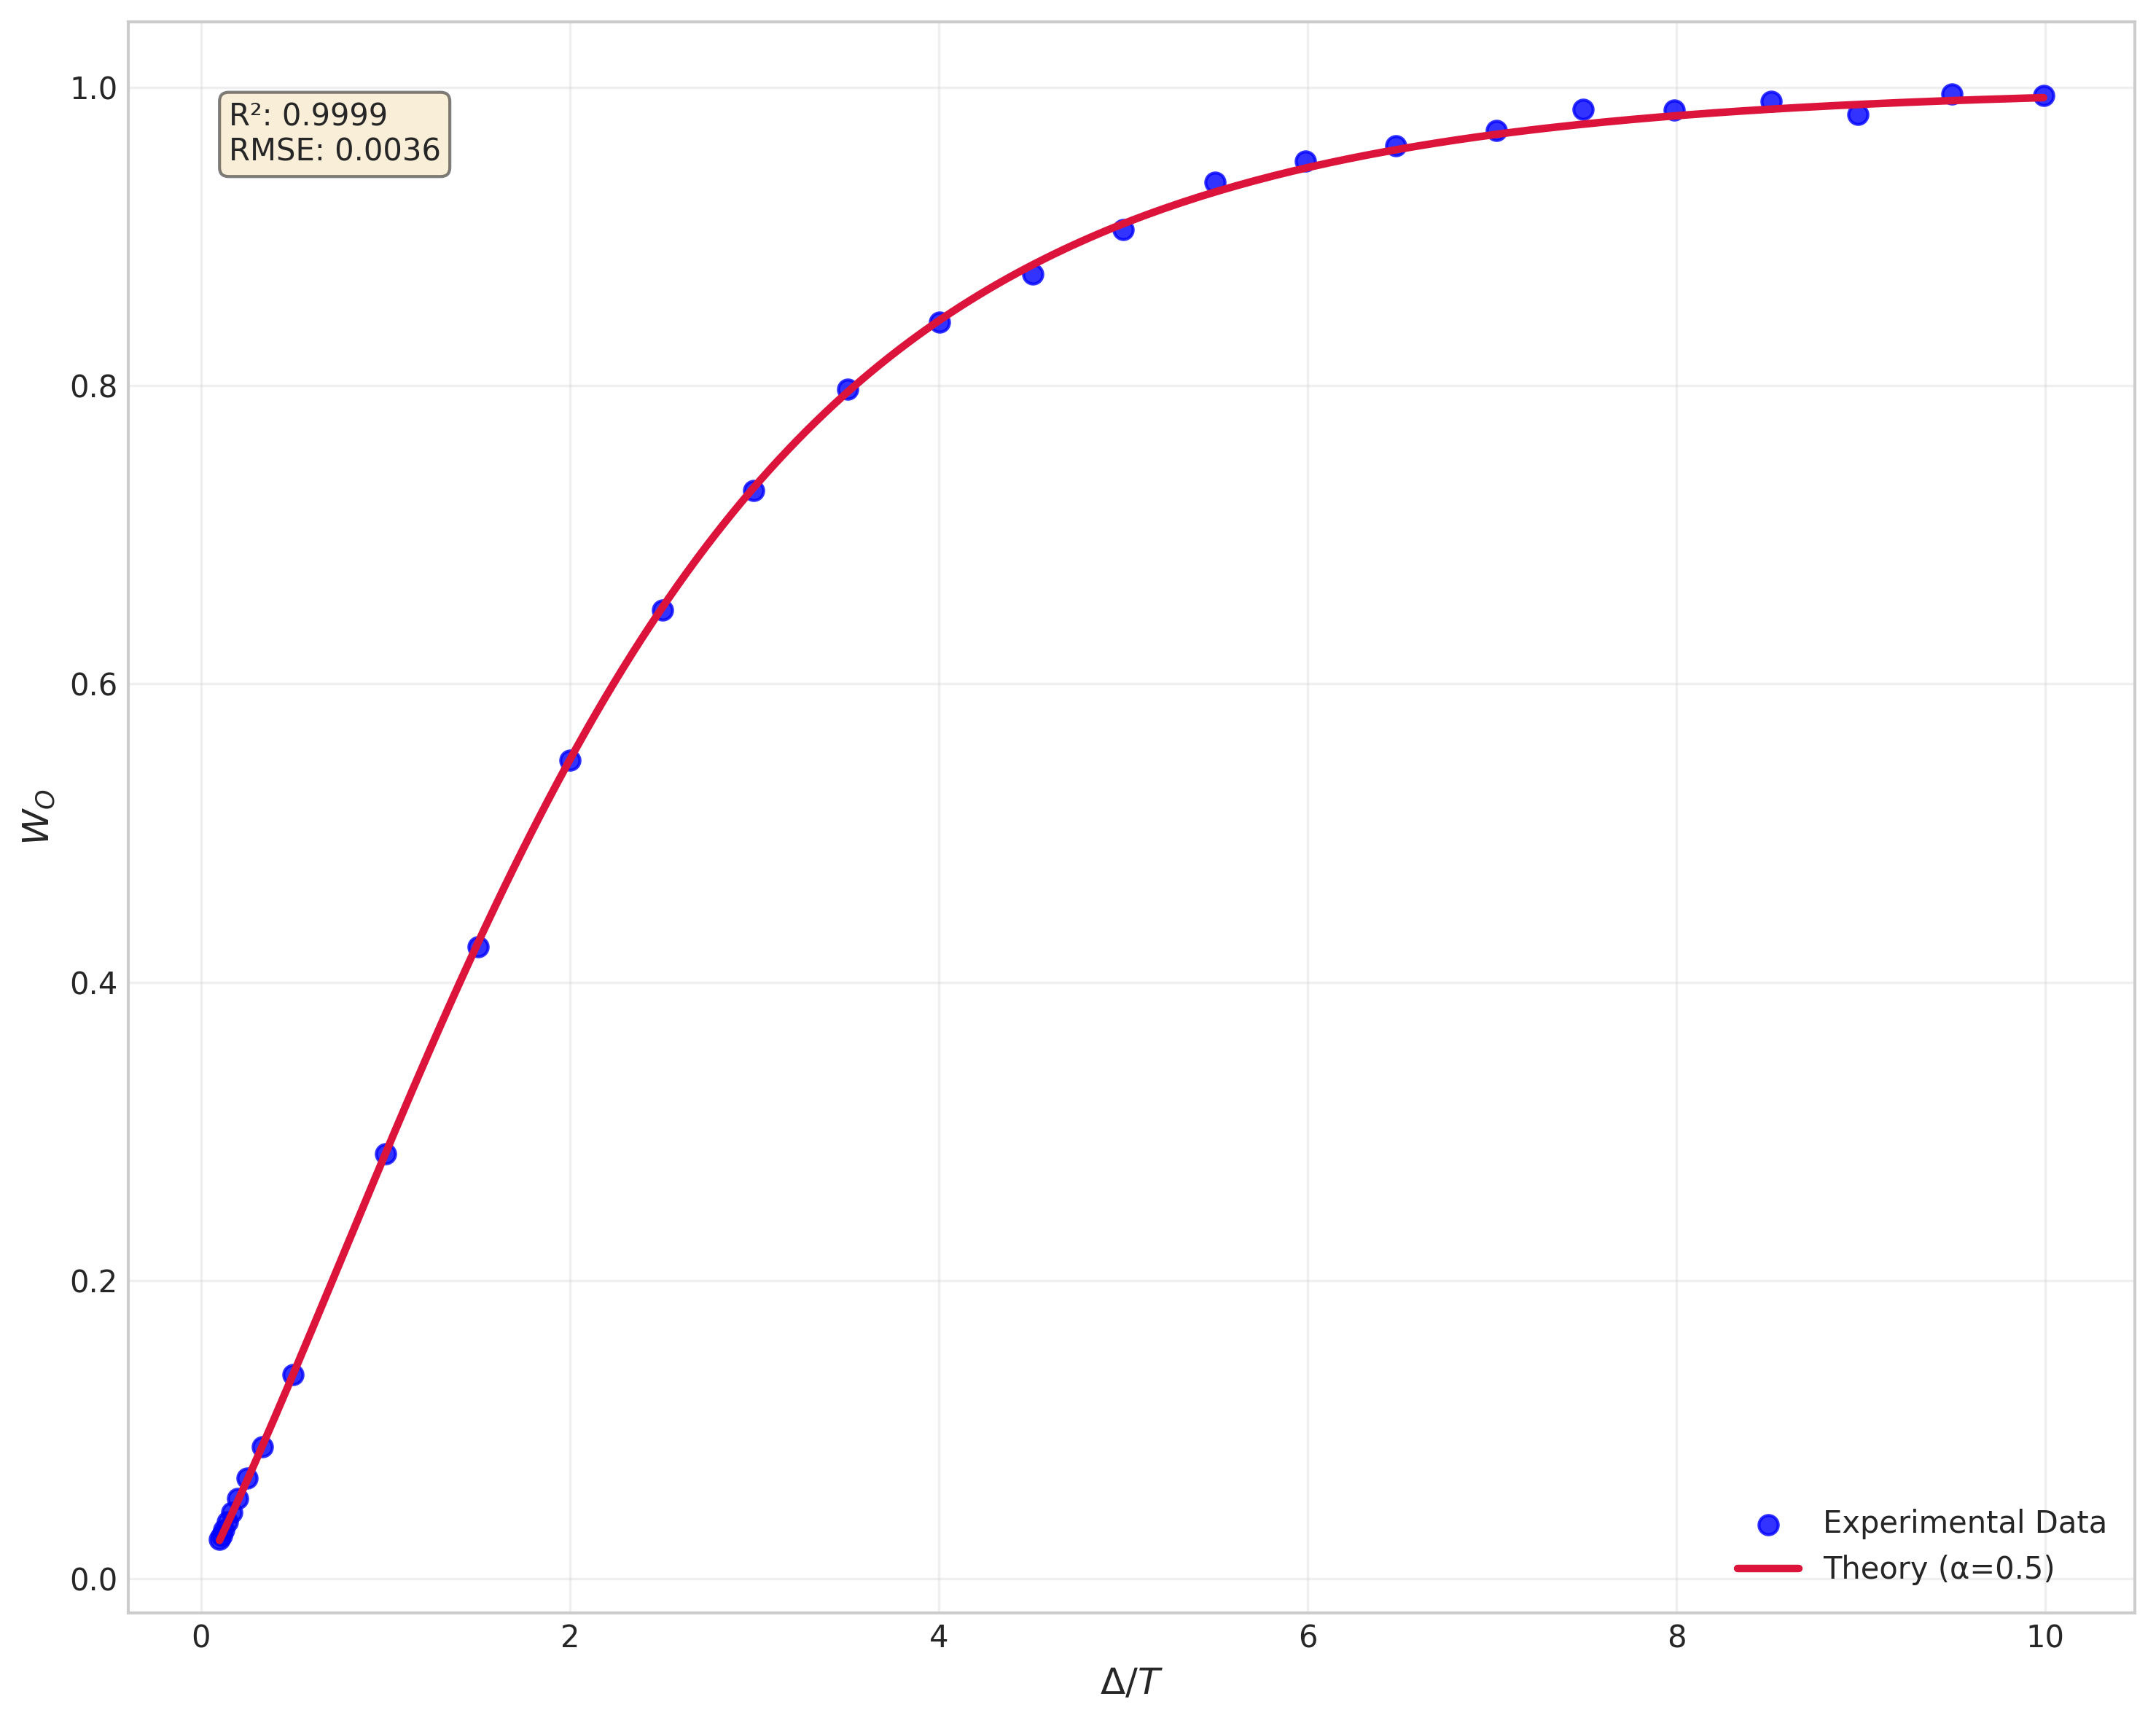 R²: 0.9999
RMSE: 0.0036
1.0
0.8
0.6
0.4
0.2
0.0
W_O
Experimental Data
Theory (α=0.5)
0 2 4 6 8 10
Δ/T